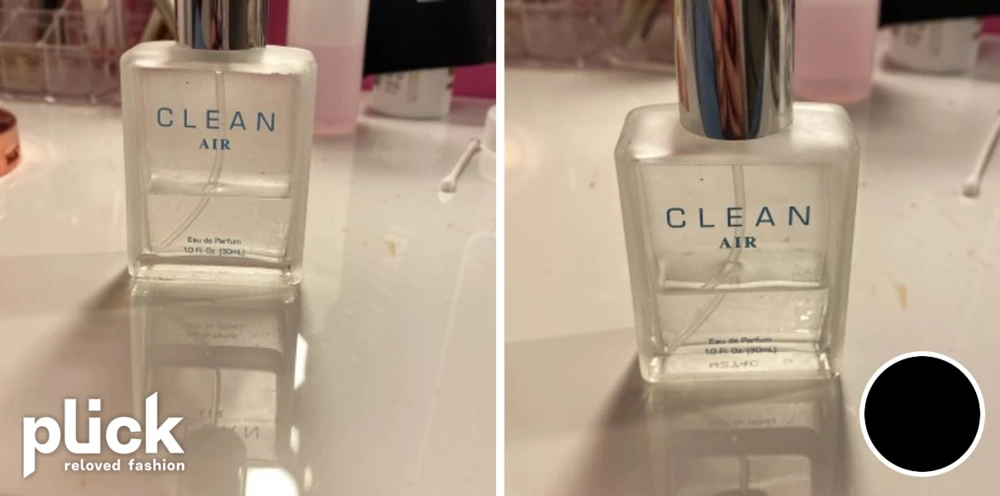 CLEAN
AIR
Eau de Parfum
1.0 Fl. Oz. (30mL)
plick
reloved fashion
CLEAN
AIR
Eau de Parfum
1.0 Fl. Oz. (30mL)